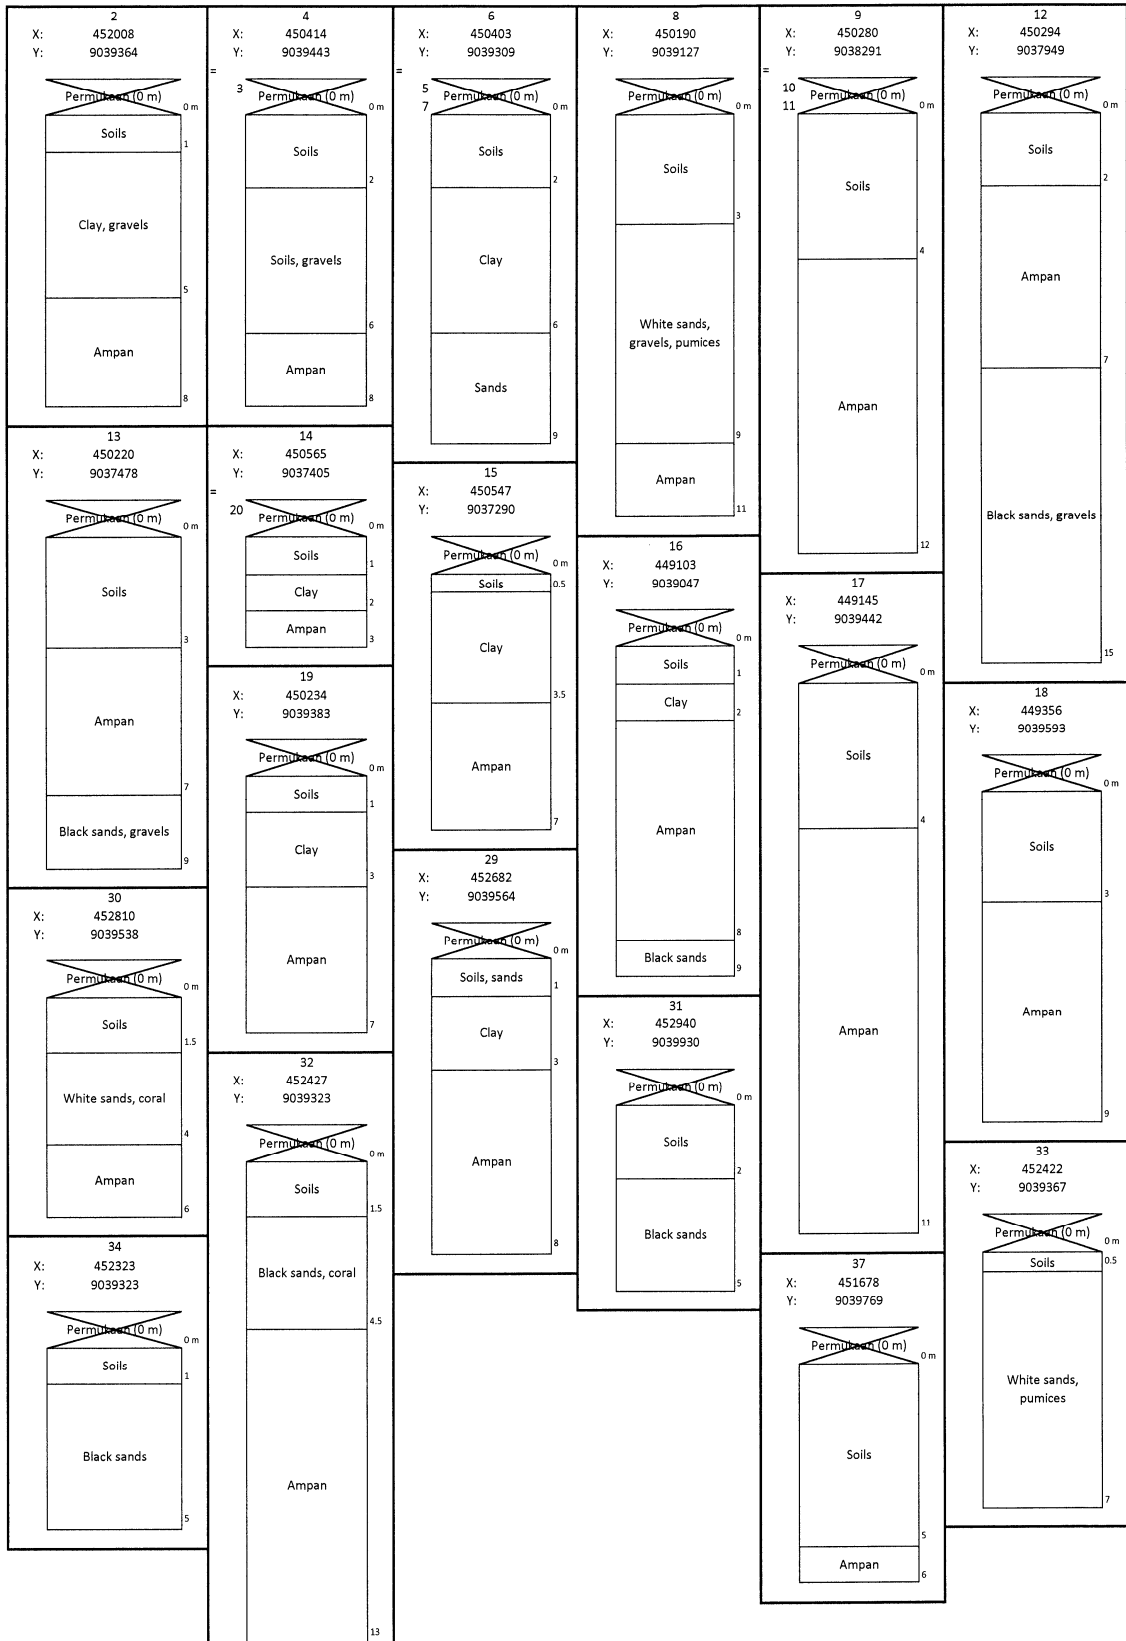 2
X: 452008
Y: 9039364
Permukaan (0 m)
0 m
Soils
1
Clay, gravels
5
Ampan
8
4
X: 450414
Y: 9039443
=
3
Permukaan (0 m)
0 m
Soils
2
Soils, gravels
6
Ampan
8
6
X: 450403
Y: 9039309
=
5
7
Permukaan (0 m)
0 m
Soils
2
Clay
6
Sands
9
8
X: 450190
Y: 9039127
Permukaan (0 m)
0 m
Soils
3
White sands,
gravels, pumices
9
Ampan
11
9
X: 450280
Y: 9038291
=
10
11
Permukaan (0 m)
0 m
Soils
4
Ampan
12
12
X: 450294
Y: 9037949
Permukaan (0 m)
0 m
Soils
2
Ampan
7
Black sands, gravels
15
13
X: 450220
Y: 9037478
Permukaan (0 m)
0 m
Soils
3
Ampan
7
Black sands, gravels
9
14
X: 450565
Y: 9037405
=
20
Permukaan (0 m)
0 m
Soils
1
Clay
2
Ampan
3
15
X: 450547
Y: 9037290
Permukaan (0 m)
0 m
Soils
0.5
Clay
3.5
Ampan
7
16
X: 449103
Y: 9039047
Permukaan (0 m)
0 m
Soils
1
Clay
2
Ampan
8
Black sands
9
17
X: 449145
Y: 9039442
Permukaan (0 m)
0 m
Soils
4
Ampan
11
18
X: 449356
Y: 9039593
Permukaan (0 m)
0 m
Soils
3
Ampan
9
19
X: 450234
Y: 9039383
Permukaan (0 m)
0 m
Soils
1
Clay
3
Ampan
7
29
X: 452682
Y: 9039564
Permukaan (0 m)
0 m
Soils, sands
1
Clay
3
Ampan
8
30
X: 452810
Y: 9039538
Permukaan (0 m)
0 m
Soils
1.5
White sands, coral
4
Ampan
6
31
X: 452940
Y: 9039930
Permukaan (0 m)
0 m
Soils
2
Black sands
5
32
X: 452427
Y: 9039323
Permukaan (0 m)
0 m
Soils
1.5
Black sands, coral
4.5
Ampan
13
33
X: 452422
Y: 9039367
Permukaan (0 m)
0 m
Soils
0.5
White sands,
pumices
7
34
X: 452323
Y: 9039323
Permukaan (0 m)
0 m
Soils
1
Black sands
5
37
X: 451678
Y: 9039769
Permukaan (0 m)
0 m
Soils
5
Ampan
6